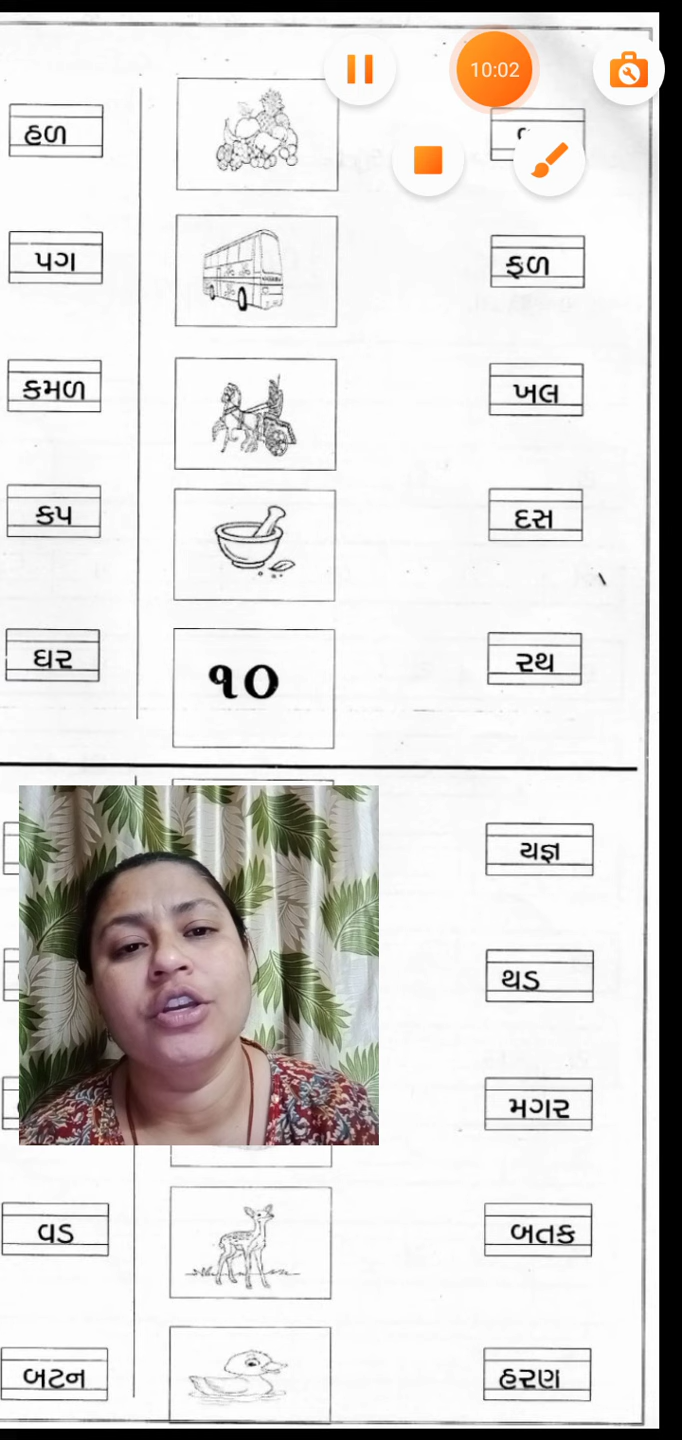 10:02
હળ
પગ
ફળ
કમળ
ખલ
કપ
દસ
ઘર
૧૦
રથ
યજ્ઞ
થડ
મગર
વડ
બતક
બટન
હરણ